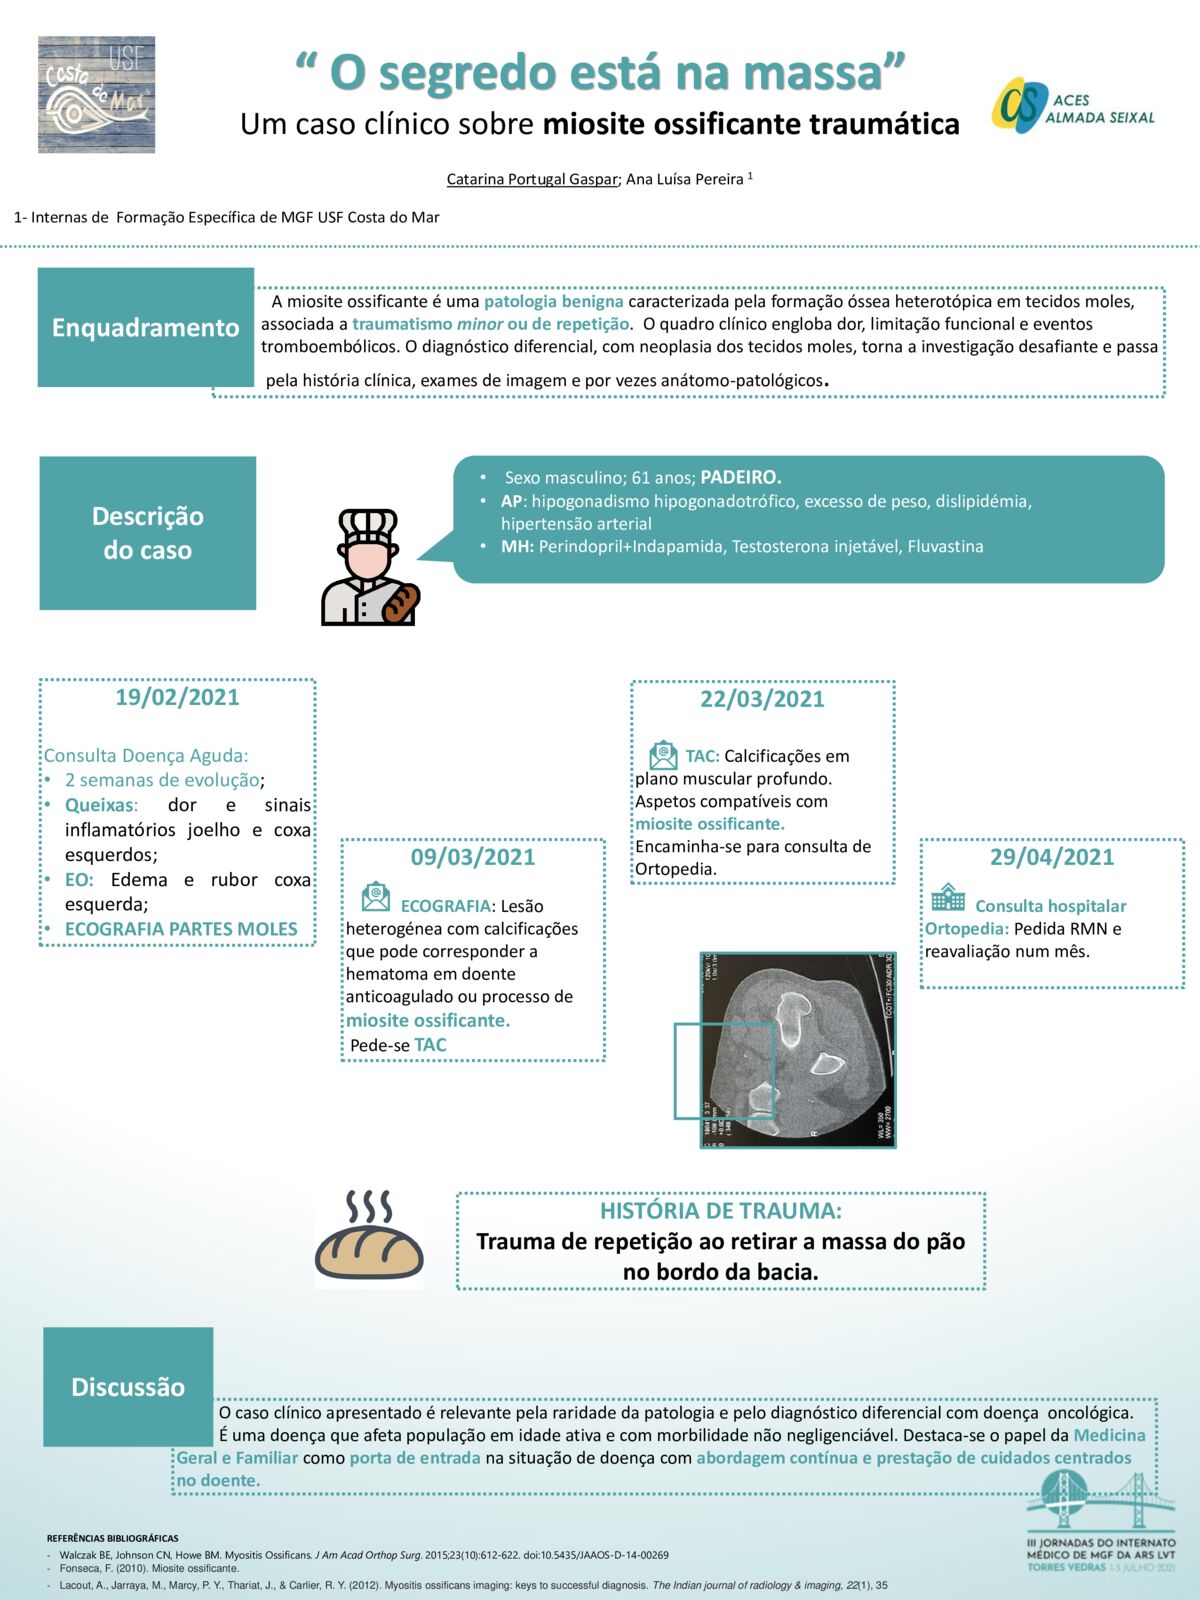 USF
Costa do Mar
“ O segredo está na massa”
Um caso clínico sobre miosite ossificante traumática
CS ACES
ALMADA SEIXAL
Catarina Portugal Gaspar; Ana Luísa Pereira 1
1- Internas de Formação Específica de MGF USF Costa do Mar
Enquadramento
A miosite ossificante é uma patologia benigna caracterizada pela formação óssea heterotópica em tecidos moles,
associada a traumatismo minor ou de repetição. O quadro clínico engloba dor, limitação funcional e eventos
tromboembólicos. O diagnóstico diferencial, com neoplasia dos tecidos moles, torna a investigação desafiante e passa
pela história clínica, exames de imagem e por vezes anátomo-patológicos.
Descrição
do caso
• Sexo masculino; 61 anos; PADEIRO.
• AP: hipogonadismo hipogonadotrófico, excesso de peso, dislipidémia,
hipertensão arterial
• MH: Perindopril+Indapamida, Testosterona injetável, Fluvastina
19/02/2021
Consulta Doença Aguda:
• 2 semanas de evolução;
• Queixas: dor e sinais
inflamatórios joelho e coxa
esquerdos;
• EO: Edema e rubor coxa
esquerda;
• ECOGRAFIA PARTES MOLES
09/03/2021
ECOGRAFIA: Lesão
heterogénea com calcificações
que pode corresponder a
hematoma em doente
anticoagulado ou processo de
miosite ossificante.
Pede-se TAC
22/03/2021
TAC: Calcificações em
plano muscular profundo.
Aspetos compatíveis com
miosite ossificante.
Encaminha-se para consulta de
Ortopedia.
29/04/2021
Consulta hospitalar
Ortopedia: Pedida RMN e
reavaliação num mês.
R
WL= 350
WW= 2700
HISTÓRIA DE TRAUMA:
Trauma de repetição ao retirar a massa do pão
no bordo da bacia.
Discussão
O caso clínico apresentado é relevante pela raridade da patologia e pelo diagnóstico diferencial com doença oncológica.
É uma doença que afeta população em idade ativa e com morbilidade não negligenciável. Destaca-se o papel da Medicina
Geral e Familiar como porta de entrada na situação de doença com abordagem contínua e prestação de cuidados centrados
no doente.
III JORNADAS DO INTERNATO
MÉDICO DE MGF DA ARS LVT
TORRES VEDRAS 1-3 JULHO 2021
REFERÊNCIAS BIBLIOGRÁFICAS
- Walczak BE, Johnson CN, Howe BM. Myositis Ossificans. J Am Acad Orthop Surg. 2015;23(10):612-622. doi:10.5435/JAAOS-D-14-00269
- Fonseca, F. (2010). Miosite ossificante.
- Lacout, A., Jarraya, M., Marcy, P. Y., Thariat, J., & Carlier, R. Y. (2012). Myositis ossificans imaging: keys to successful diagnosis. The Indian journal of radiology & imaging, 22(1), 35